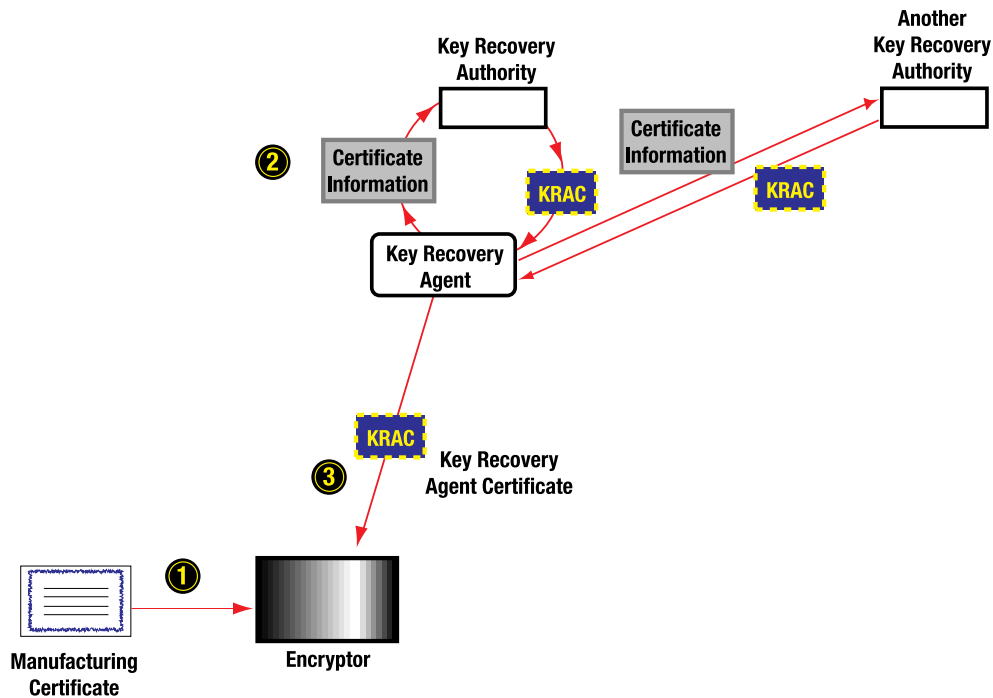 Another
Key Recovery
Authority
Key Recovery
Authority
Certificate
Information
2
Certificate
Information
KRAC
KRAC
Key Recovery
Agent
KRAC
3
Key Recovery
Agent Certificate
1
Encryptor
Manufacturing
Certificate